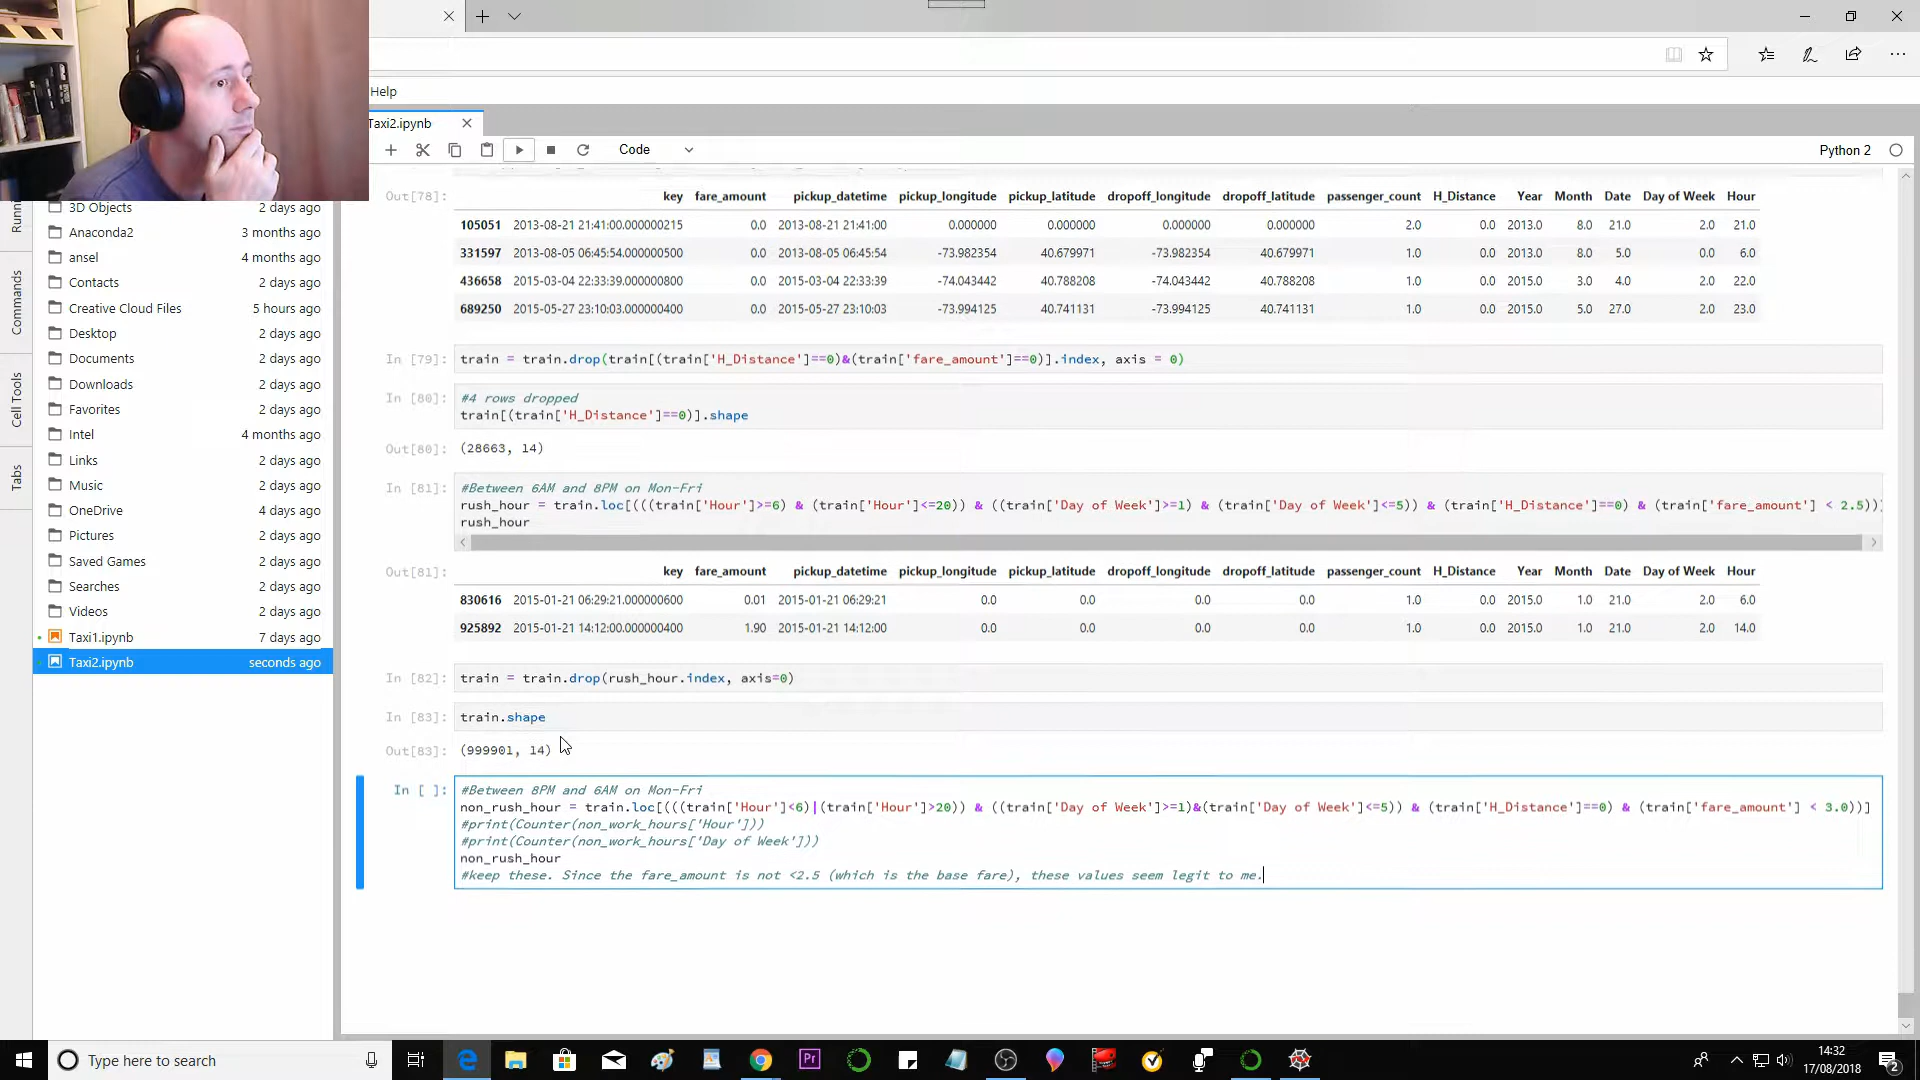 Help
Taxi2.ipynb
Code
Python 2
3D Objects 2 days ago
Anaconda2 3 months ago
ansel 4 months ago
Contacts 2 days ago
Creative Cloud Files 5 hours ago
Desktop 2 days ago
Documents 2 days ago
Downloads 2 days ago
Favorites 2 days ago
Intel 4 months ago
Links 2 days ago
Music 2 days ago
OneDrive 4 days ago
Pictures 2 days ago
Saved Games 2 days ago
Searches 2 days ago
Videos 2 days ago
Taxi1.ipynb 7 days ago
Taxi2.ipynb seconds ago
Commands
Cell Tools
Tabs
Out[78]: key fare_amount pickup_datetime pickup_longitude pickup_latitude dropoff_longitude dropoff_latitude passenger_count H_Distance Year Month Date Day of Week Hour
105051 2013-08-21 21:41:00.000000215 0.0 2013-08-21 21:41:00 0.000000 0.000000 0.000000 0.000000 2.0 0.0 2013.0 8.0 21.0 2.0 21.0
331597 2013-08-05 06:45:54.000000500 0.0 2013-08-05 06:45:54 -73.982354 40.679971 -73.982354 40.679971 1.0 0.0 2013.0 8.0 5.0 0.0 6.0
436658 2015-03-04 22:33:39.000000800 0.0 2015-03-04 22:33:39 -74.043442 40.788208 -74.043442 40.788208 1.0 0.0 2015.0 3.0 4.0 2.0 22.0
689250 2015-05-27 23:10:03.000000400 0.0 2015-05-27 23:10:03 -73.994125 40.741131 -73.994125 40.741131 1.0 0.0 2015.0 5.0 27.0 2.0 23.0
In [79]: train = train.drop(train[(train['H_Distance']==0)&(train['fare_amount']==0)].index, axis = 0)
In [80]: #4 rows dropped
train[(train['H_Distance']==0)].shape
Out[80]: (28663, 14)
In [81]: #Between 6AM and 8PM on Mon-Fri
rush_hour = train.loc[(((train['Hour']>=6) & (train['Hour']<=20)) & ((train['Day of Week']>=1) & (train['Day of Week']<=5)) & (train['H_Distance']==0) & (train['fare_amount'] < 2.5))
rush_hour
Out[81]: key fare_amount pickup_datetime pickup_longitude pickup_latitude dropoff_longitude dropoff_latitude passenger_count H_Distance Year Month Date Day of Week Hour
830616 2015-01-21 06:29:21.000000600 0.01 2015-01-21 06:29:21 0.0 0.0 0.0 0.0 1.0 0.0 2015.0 1.0 21.0 2.0 6.0
925892 2015-01-21 14:12:00.000000400 1.90 2015-01-21 14:12:00 0.0 0.0 0.0 0.0 1.0 0.0 2015.0 1.0 21.0 2.0 14.0
In [82]: train = train.drop(rush_hour.index, axis=0)
In [83]: train.shape
Out[83]: (999901, 14)
In [ ]: #Between 8PM and 6AM on Mon-Fri
non_rush_hour = train.loc[(((train['Hour']<6)|(train['Hour']>20)) & ((train['Day of Week']>=1)&(train['Day of Week']<=5)) & (train['H_Distance']==0) & (train['fare_amount'] < 3.0))]
#print(Counter(non_work_hours['Hour']))
#print(Counter(non_work_hours['Day of Week']))
non_rush_hour
#keep these. Since the fare_amount is not <2.5 (which is the base fare), these values seem legit to me.
Type here to search
Pr
14:32
17/08/2018
2